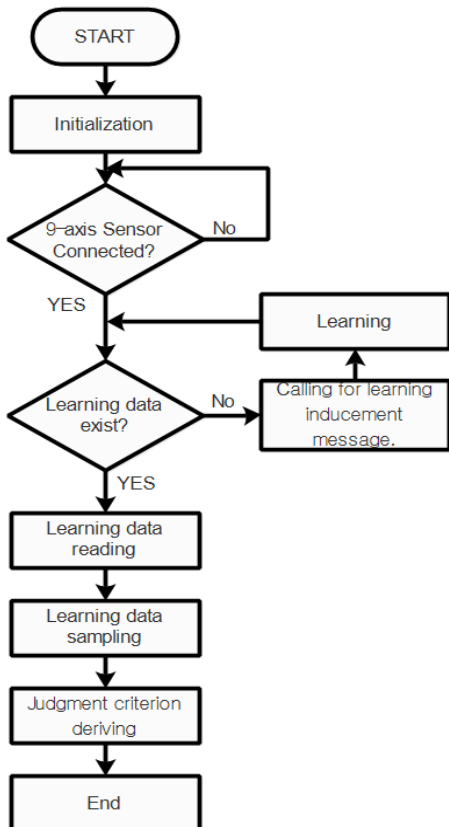 START
Initialization
9-axis Sensor
Connected?
No
YES
Learning
Learning data
exist?
No
Calling for learning
inducement
message.
YES
Learning data
reading
Learning data
sampling
Judgment criterion
deriving
End